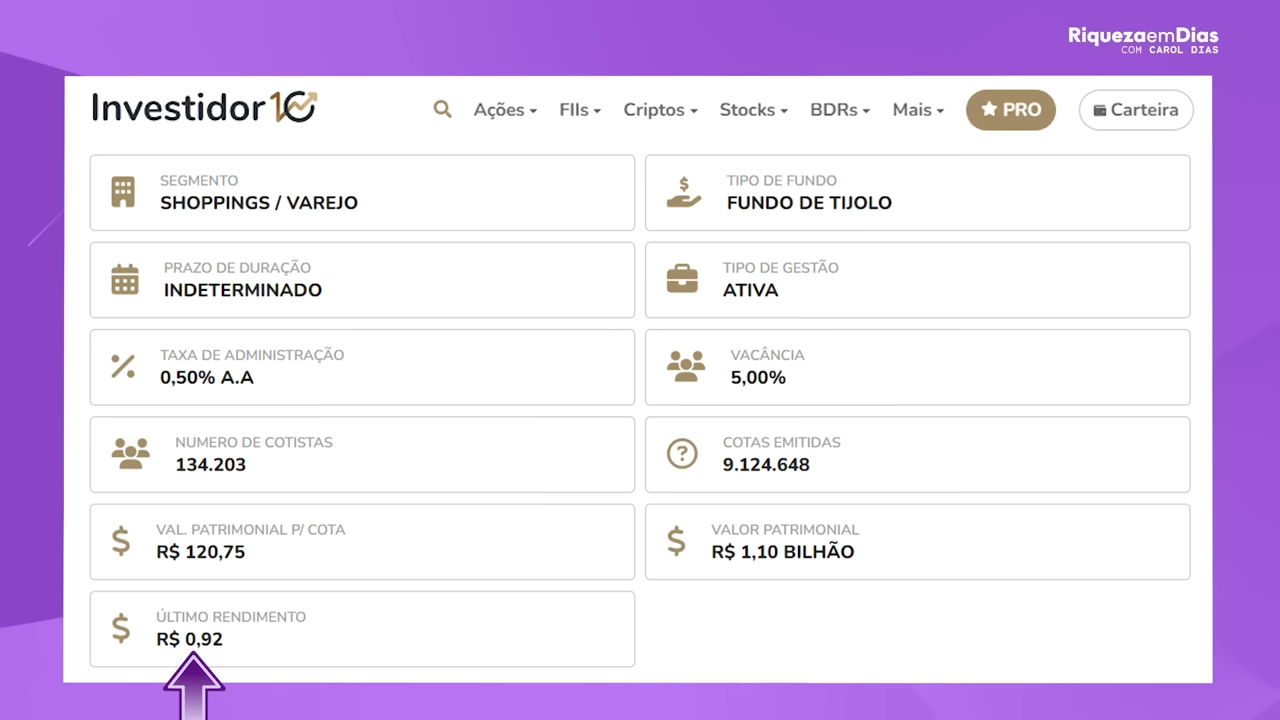 RiquezaemDias
COM CAROL DIAS
Investidor10
Ações
FIIs
Criptos
Stocks
BDRs
Mais
PRO
Carteira
SEGMENTO
SHOPPINGS / VAREJO
TIPO DE FUNDO
FUNDO DE TIJOLO
PRAZO DE DURAÇÃO
INDETERMINADO
TIPO DE GESTÃO
ATIVA
TAXA DE ADMINISTRAÇÃO
0,50% A.A
VACÂNCIA
5,00%
NUMERO DE COTISTAS
134.203
COTAS EMITIDAS
9.124.648
VAL. PATRIMONIAL P/ COTA
R$ 120,75
VALOR PATRIMONIAL
R$ 1,10 BILHÃO
ÚLTIMO RENDIMENTO
R$ 0,92